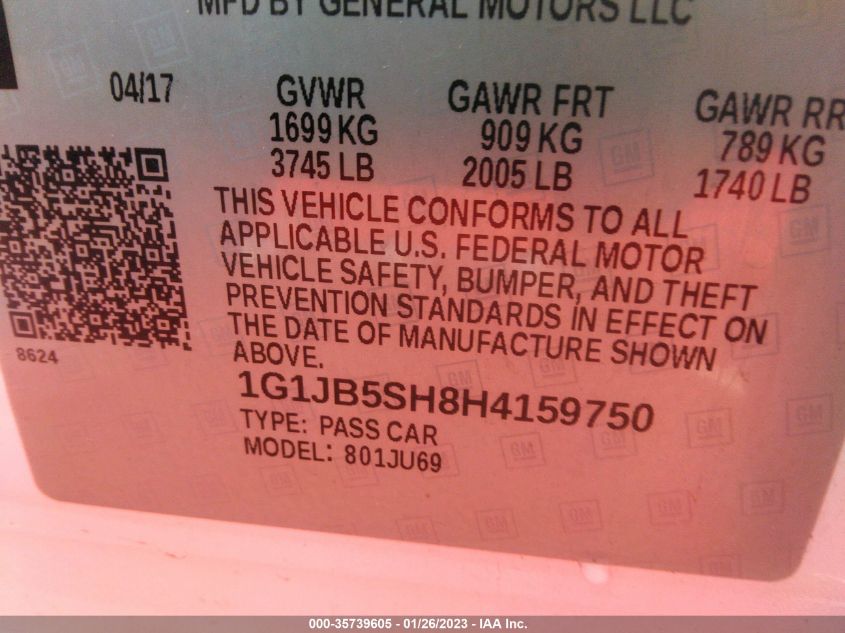 MFD BY GENERAL MOTORS LLC
04/17 GVWR GAWR FRT GAWR RR
1699 KG 909 KG 789 KG
3745 LB 2005 LB 1740 LB
THIS VEHICLE CONFORMS TO ALL
APPLICABLE U.S. FEDERAL MOTOR
VEHICLE SAFETY, BUMPER, AND THEFT
PREVENTION STANDARDS IN EFFECT ON
THE DATE OF MANUFACTURE SHOWN
ABOVE.
8624
1G1JB5SH8H4159750
TYPE: PASS CAR
MODEL: 801JU69
GM
000-35739605 - 01/26/2023 - IAA Inc.